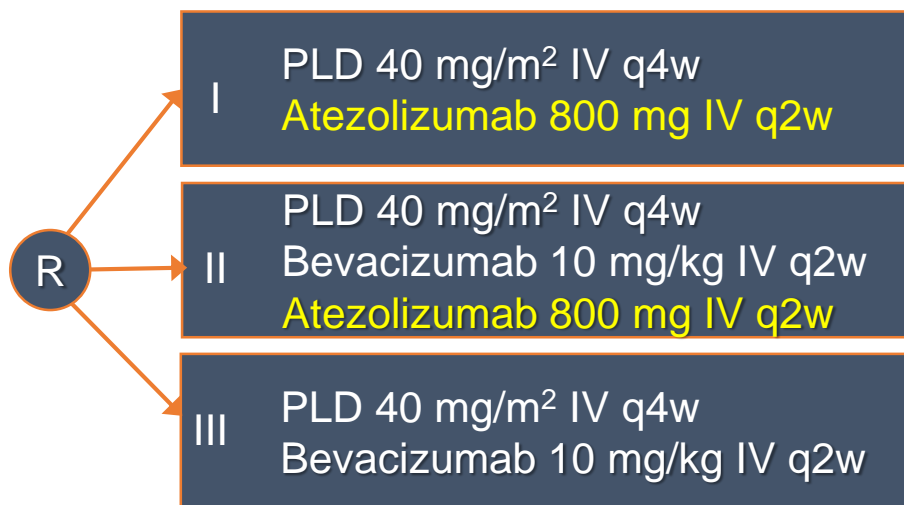 R
I
PLD 40 mg/m² IV q4w
Atezolizumab 800 mg IV q2w
II
PLD 40 mg/m² IV q4w
Bevacizumab 10 mg/kg IV q2w
Atezolizumab 800 mg IV q2w
III
PLD 40 mg/m² IV q4w
Bevacizumab 10 mg/kg IV q2w